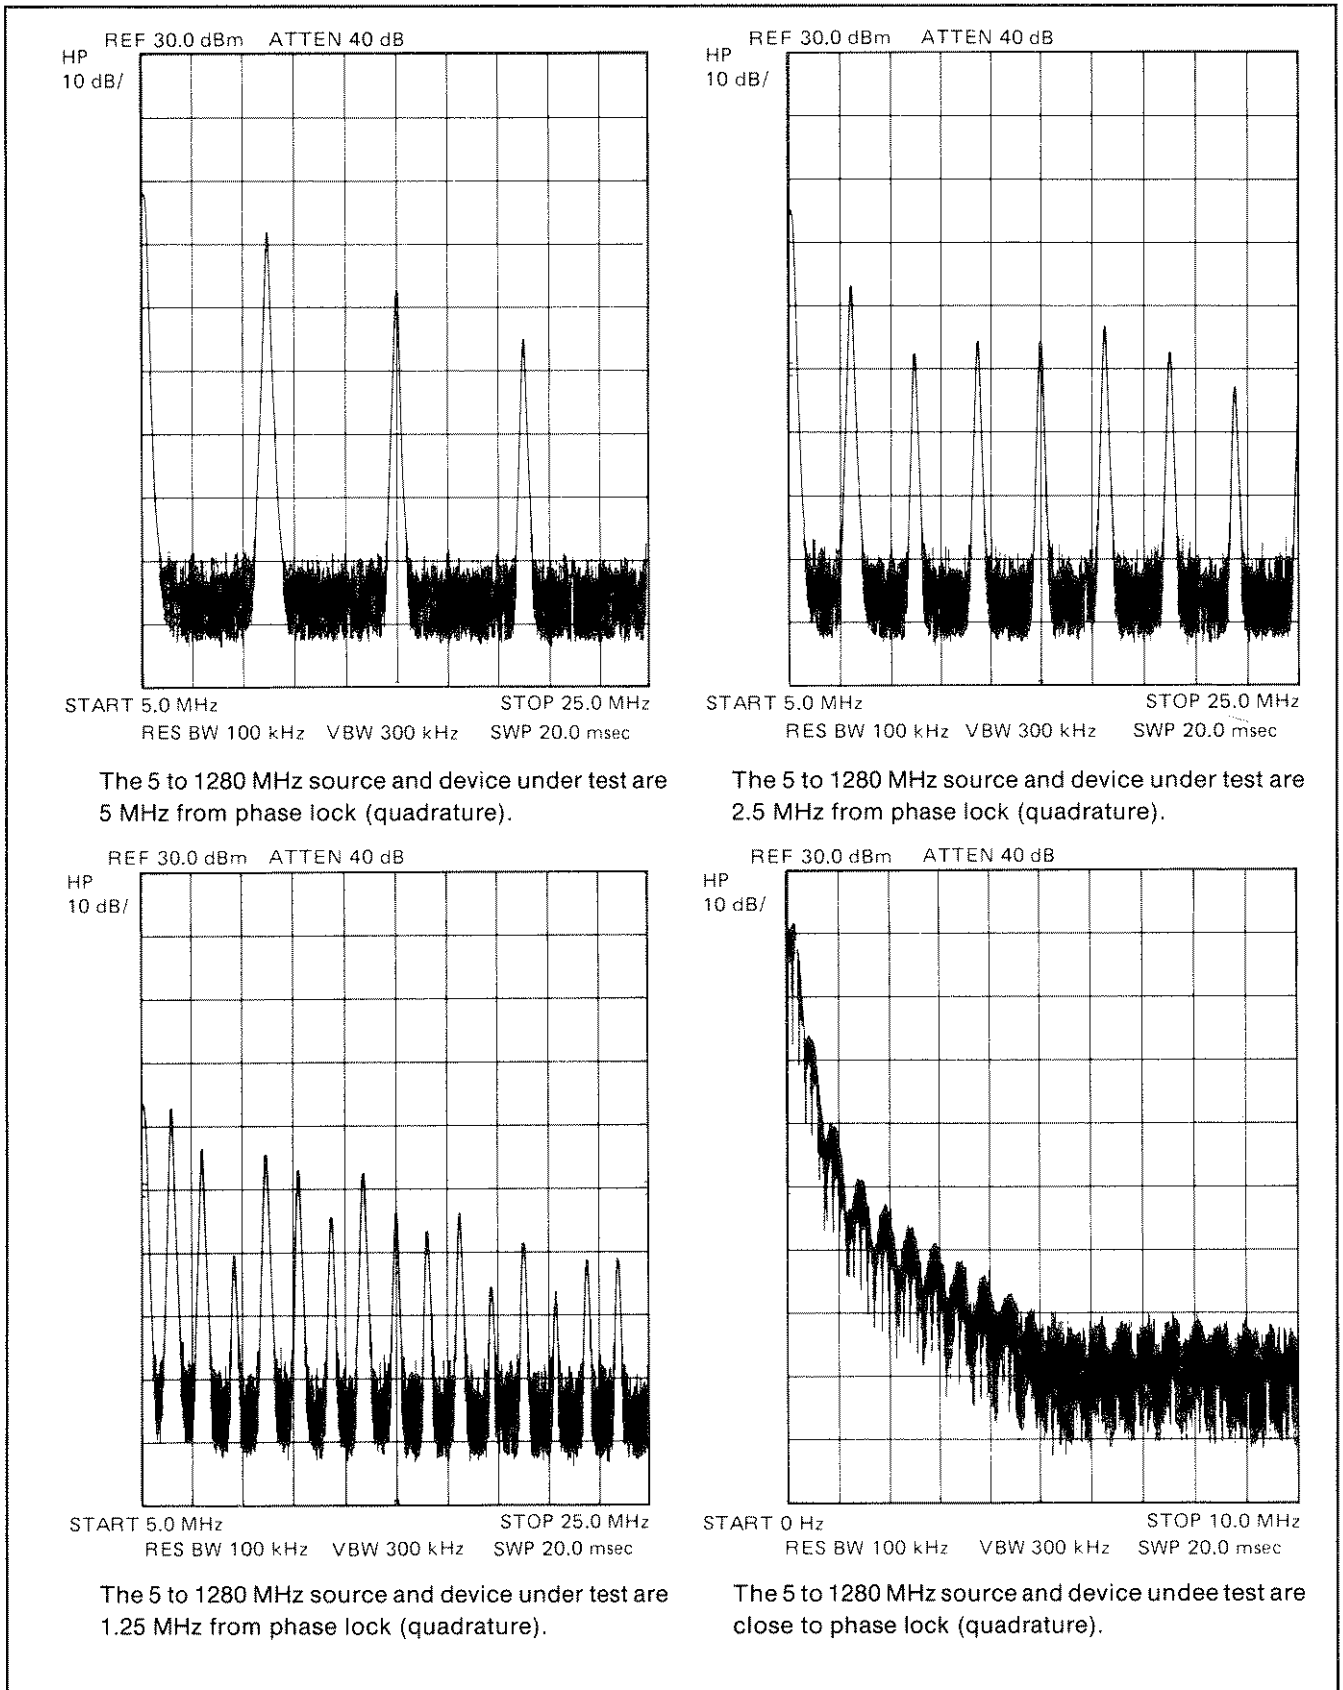 REF 30.0 dBm ATTEN 40 dB
HP
10 dB/
START 5.0 MHz STOP 25.0 MHz
RES BW 100 kHz VBW 300 kHz SWP 20.0 msec
The 5 to 1280 MHz source and device under test are
5 MHz from phase lock (quadrature).
REF 30.0 dBm ATTEN 40 dB
HP
10 dB/
START 5.0 MHz STOP 25.0 MHz
RES BW 100 kHz VBW 300 kHz SWP 20.0 msec
The 5 to 1280 MHz source and device under test are
2.5 MHz from phase lock (quadrature).
REF 30.0 dBm ATTEN 40 dB
HP
10 dB/
START 5.0 MHz STOP 25.0 MHz
RES BW 100 kHz VBW 300 kHz SWP 20.0 msec
The 5 to 1280 MHz source and device under test are
1.25 MHz from phase lock (quadrature).
REF 30.0 dBm ATTEN 40 dB
HP
10 dB/
START 0 Hz STOP 10.0 MHz
RES BW 100 kHz VBW 300 kHz SWP 20.0 msec
The 5 to 1280 MHz source and device undee test are
close to phase lock (quadrature).